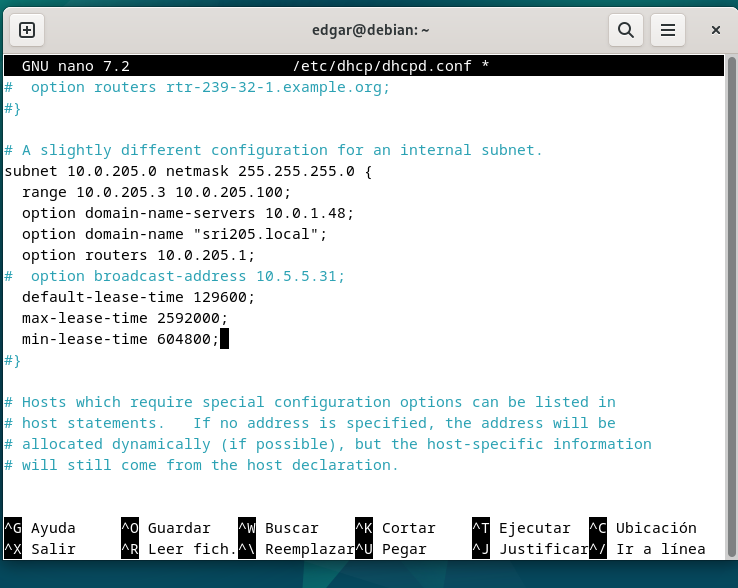 edgar@debian: ~
GNU nano 7.2 /etc/dhcp/dhcpd.conf *
#  option routers rtr-239-32-1.example.org;
#}
# A slightly different configuration for an internal subnet.
subnet 10.0.205.0 netmask 255.255.255.0 {
  range 10.0.205.3 10.0.205.100;
  option domain-name-servers 10.0.1.48;
  option domain-name "sri205.local";
  option routers 10.0.205.1;
#  option broadcast-address 10.5.5.31;
  default-lease-time 129600;
  max-lease-time 2592000;
  min-lease-time 604800;
#}
# Hosts which require special configuration options can be listed in
# host statements.   If no address is specified, the address will be
# allocated dynamically (if possible), but the host-specific information
# will still come from the host declaration.
^G Ayuda ^O Guardar ^W Buscar ^K Cortar ^T Ejecutar ^C Ubicación
^X Salir ^R Leer fich. ^\ Reemplazar ^U Pegar ^J Justificar ^/ Ir a línea